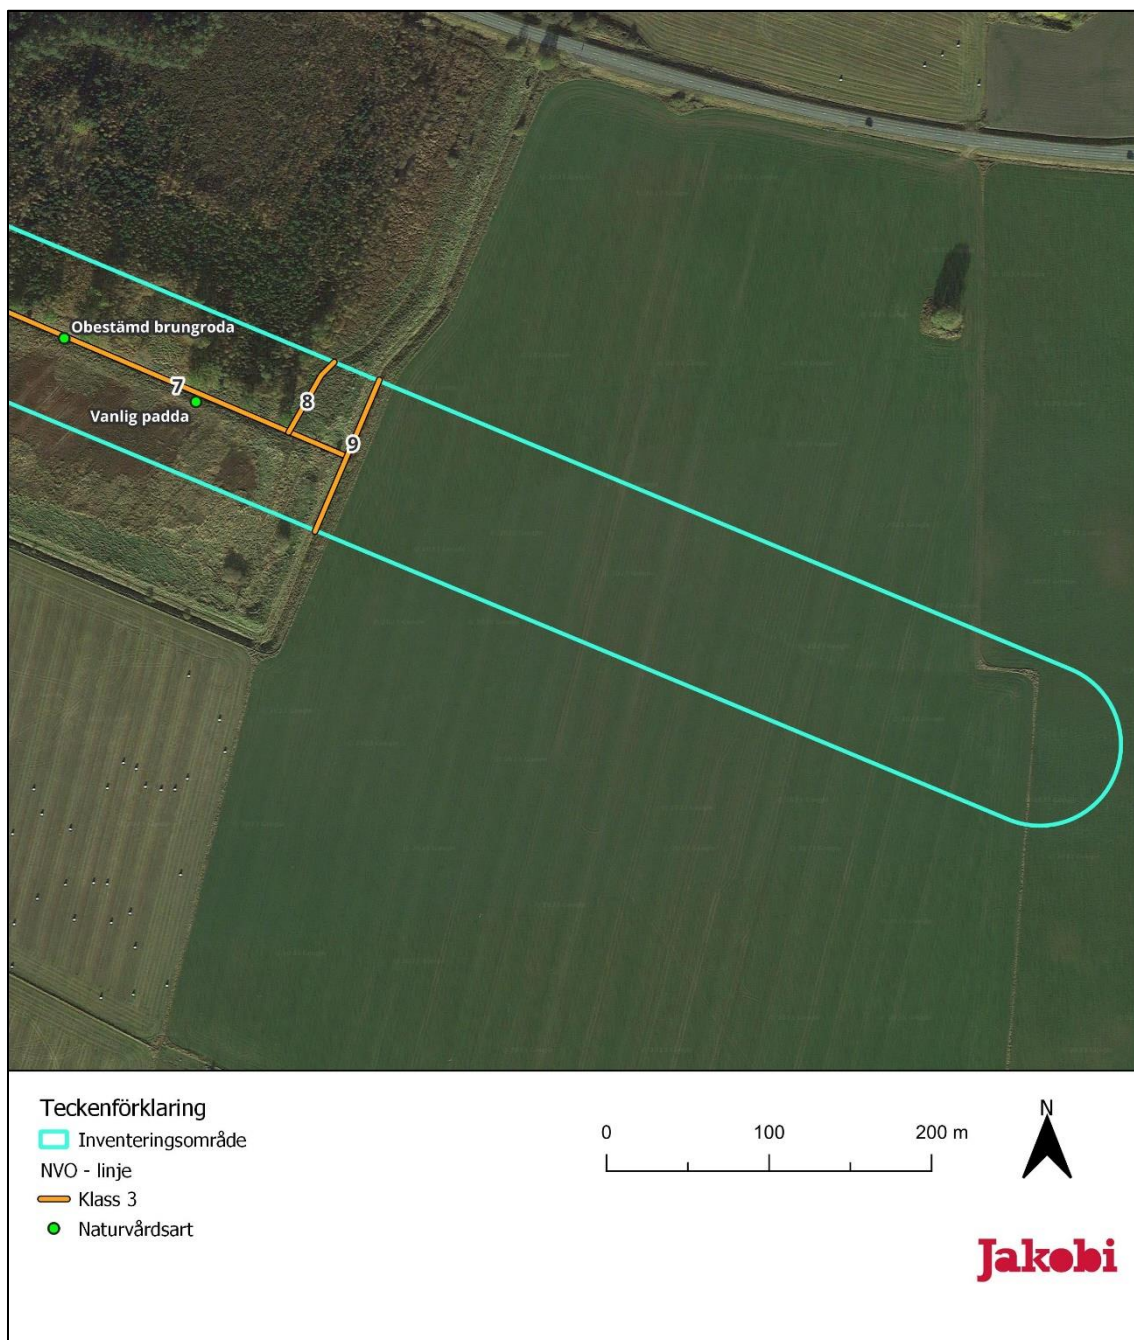 Obestämd brungroda
7
8
Vanlig padda
9
Teckenförklaring
Inventeringsområde
NVO - linje
Klass 3
Naturvårdsart
0 100 200 m
N
Jakobi